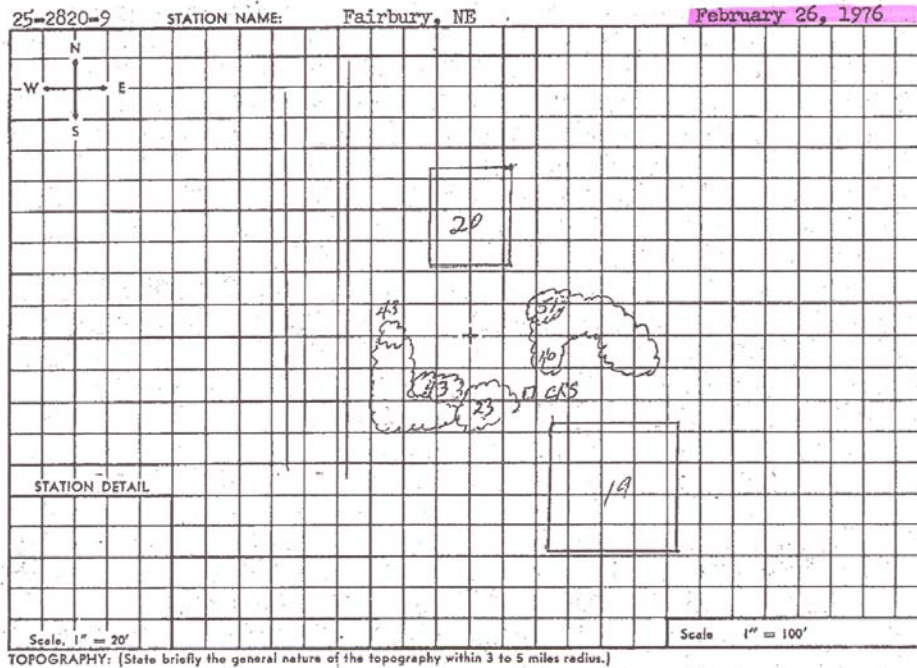 25-2820-9 STATION NAME: Fairbury, NE February 26, 1976
N
W E
S
20
43
51
40
43
23
CRS
19
STATION DETAIL
Scale, 1" = 20'
Scale 1" = 100'
TOPOGRAPHY: (State briefly the general nature of the topography within 3 to 5 miles radius.)